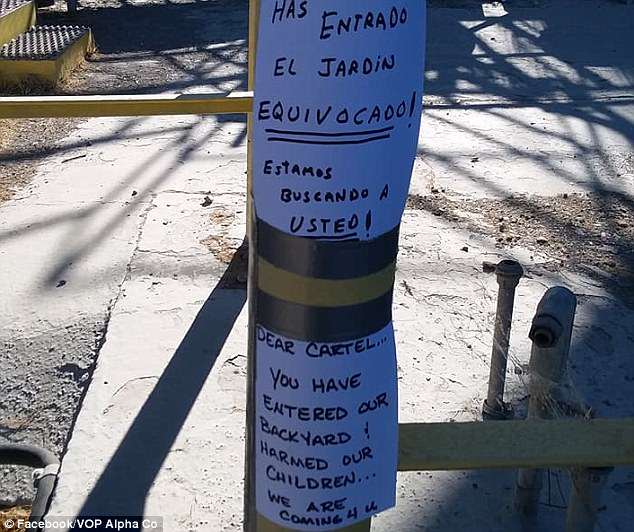 HAS ENTRADO
EL JARDIN
EQUIVOCADO!
ESTAMOS
BUSCANDO A
USTED!
DEAR CARTEL...
YOU HAVE
ENTERED OUR
BACKYARD!
HARMED OUR
CHILDREN...
WE ARE
COMING 4 U
© Facebook/VOP Alpha Co